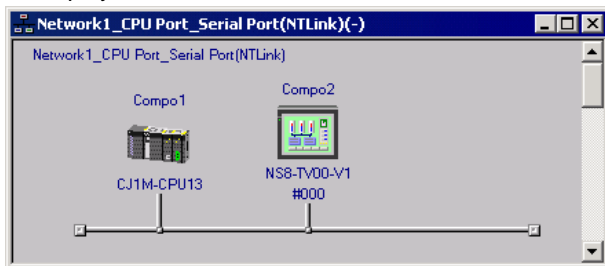 Network1_CPU Port_Serial Port(NTLink)(-)
Network1_CPU Port_Serial Port(NTLink)
Compo1
Compo2
CJ1M-CPU13
NS8-TV00-V1
#000